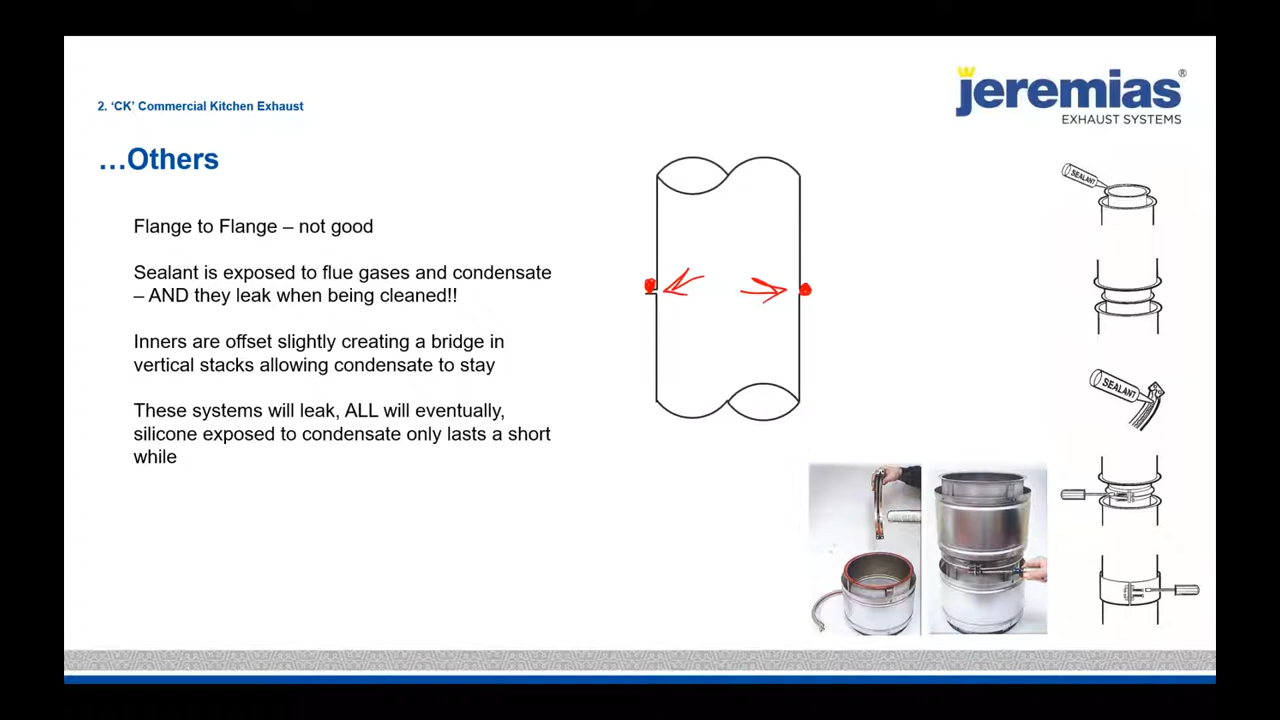 2. ‘CK’ Commercial Kitchen Exhaust
jeremias®
EXHAUST SYSTEMS
…Others
Flange to Flange – not good
Sealant is exposed to flue gases and condensate
– AND they leak when being cleaned!!
Inners are offset slightly creating a bridge in
vertical stacks allowing condensate to stay
These systems will leak, ALL will eventually,
silicone exposed to condensate only lasts a short
while
SEALANT
SEALANT